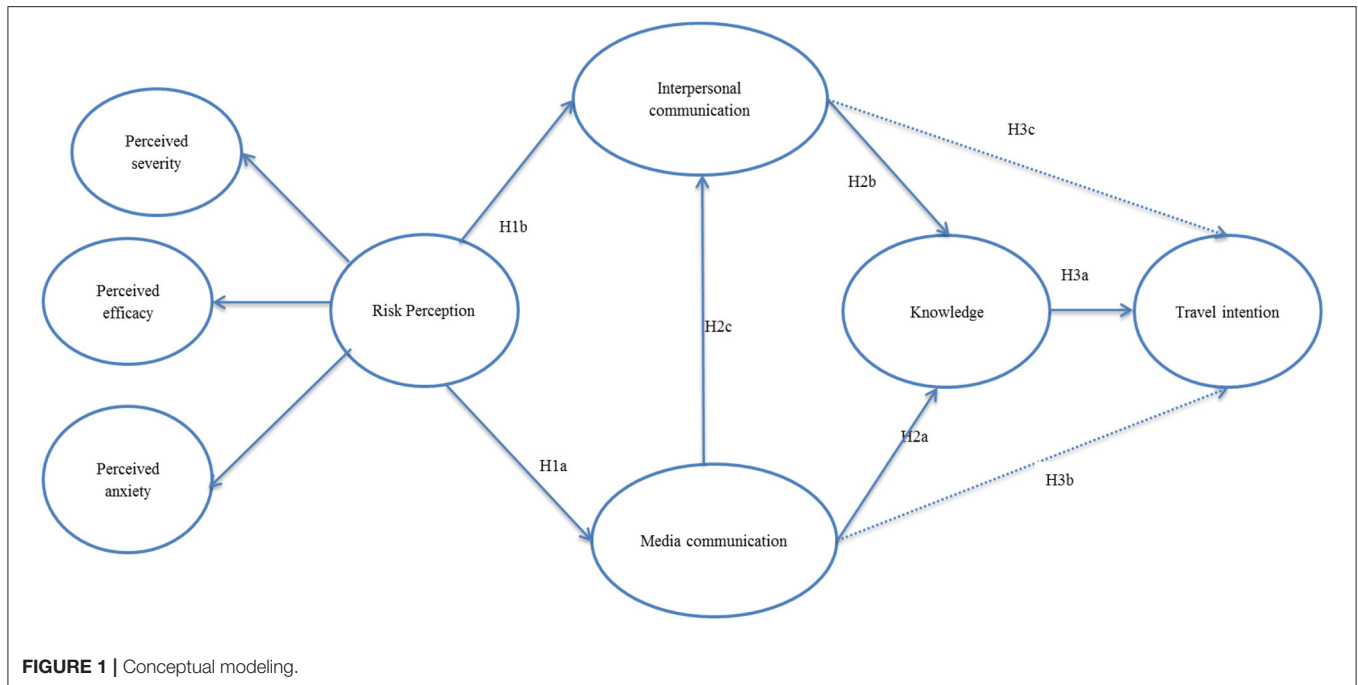 Interpersonal
communication
Perceived
severity
H3c
H2b
H1b
Perceived
efficacy
Risk Perception
Knowledge
H3a
Travel intention
H2c
H2a
Perceived
anxiety
H1a
H3b
Media communication
FIGURE 1 | Conceptual modeling.